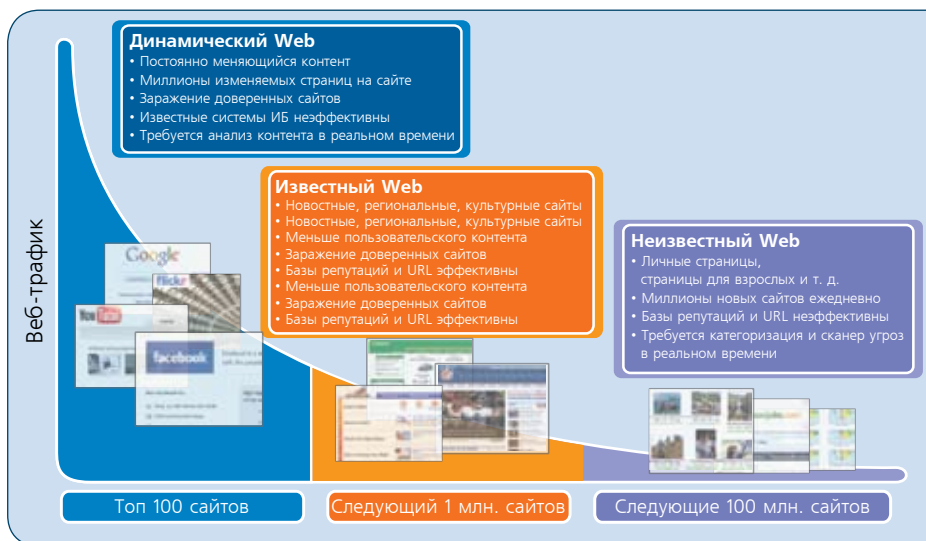 Динамический Web
• Постоянно меняющийся контент
• Миллионы изменяемых страниц на сайте
• Заражение доверенных сайтов
• Известные системы ИБ неэффективны
• Требуется анализ контента в реальном времени
Известный Web
• Новостные, региональные, культурные сайты
• Новостные, региональные, культурные сайты
• Меньше пользовательского контента
• Заражение доверенных сайтов
• Базы репутаций и URL эффективны
• Меньше пользовательского контента
• Заражение доверенных сайтов
• Базы репутаций и URL эффективны
Неизвестный Web
• Личные страницы,
страницы для взрослых и т. д.
• Миллионы новых сайтов ежедневно
• Базы репутаций и URL неэффективны
• Требуется категоризация и сканер угроз
в реальном времени
Веб-трафик
Google
flickr
YouTube
facebook
Топ 100 сайтов
Следующий 1 млн. сайтов
Следующие 100 млн. сайтов